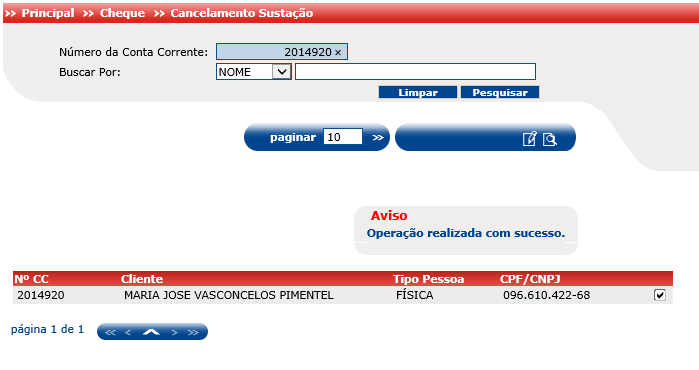 >> Principal >> Cheque >> Cancelamento Sustação
Número da Conta Corrente: 2014920 ×
Buscar Por: NOME
Limpar Pesquisar
paginar 10 >>
Aviso
Operação realizada com sucesso.
Nº CC Cliente Tipo Pessoa CPF/CNPJ
2014920 MARIA JOSE VASCONCELOS PIMENTEL FÍSICA 096.610.422-68
página 1 de 1 << < > >>